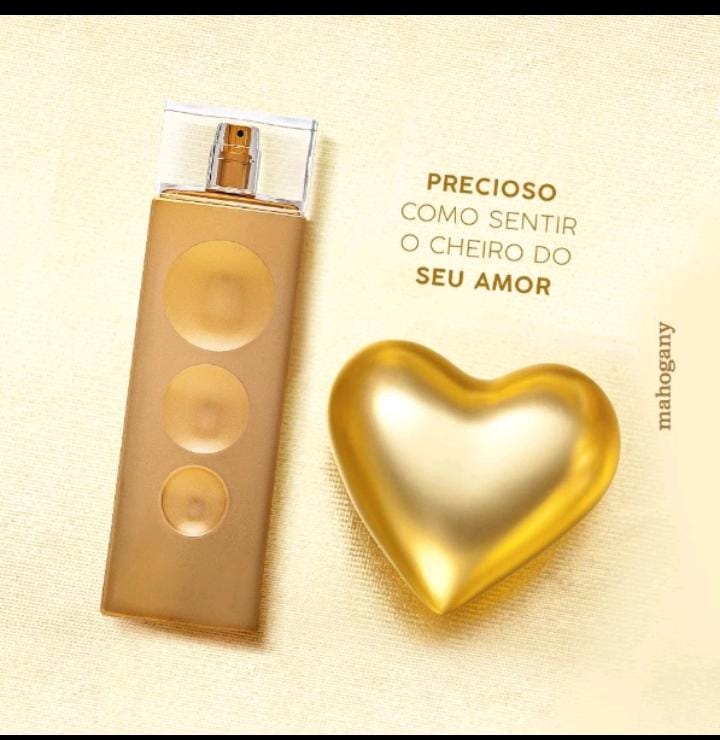 PRECIOSO
COMO SENTIR
O CHEIRO DO
SEU AMOR
mahogany